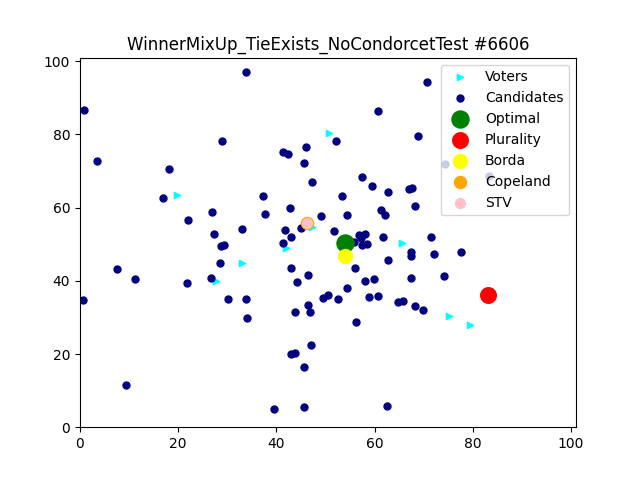 WinnerMixUp_TieExists_NoCondorcetTest #6606
Voters
Candidates
Optimal
Plurality
Borda
Copeland
STV
100
80
60
40
20
0
0 20 40 60 80 100